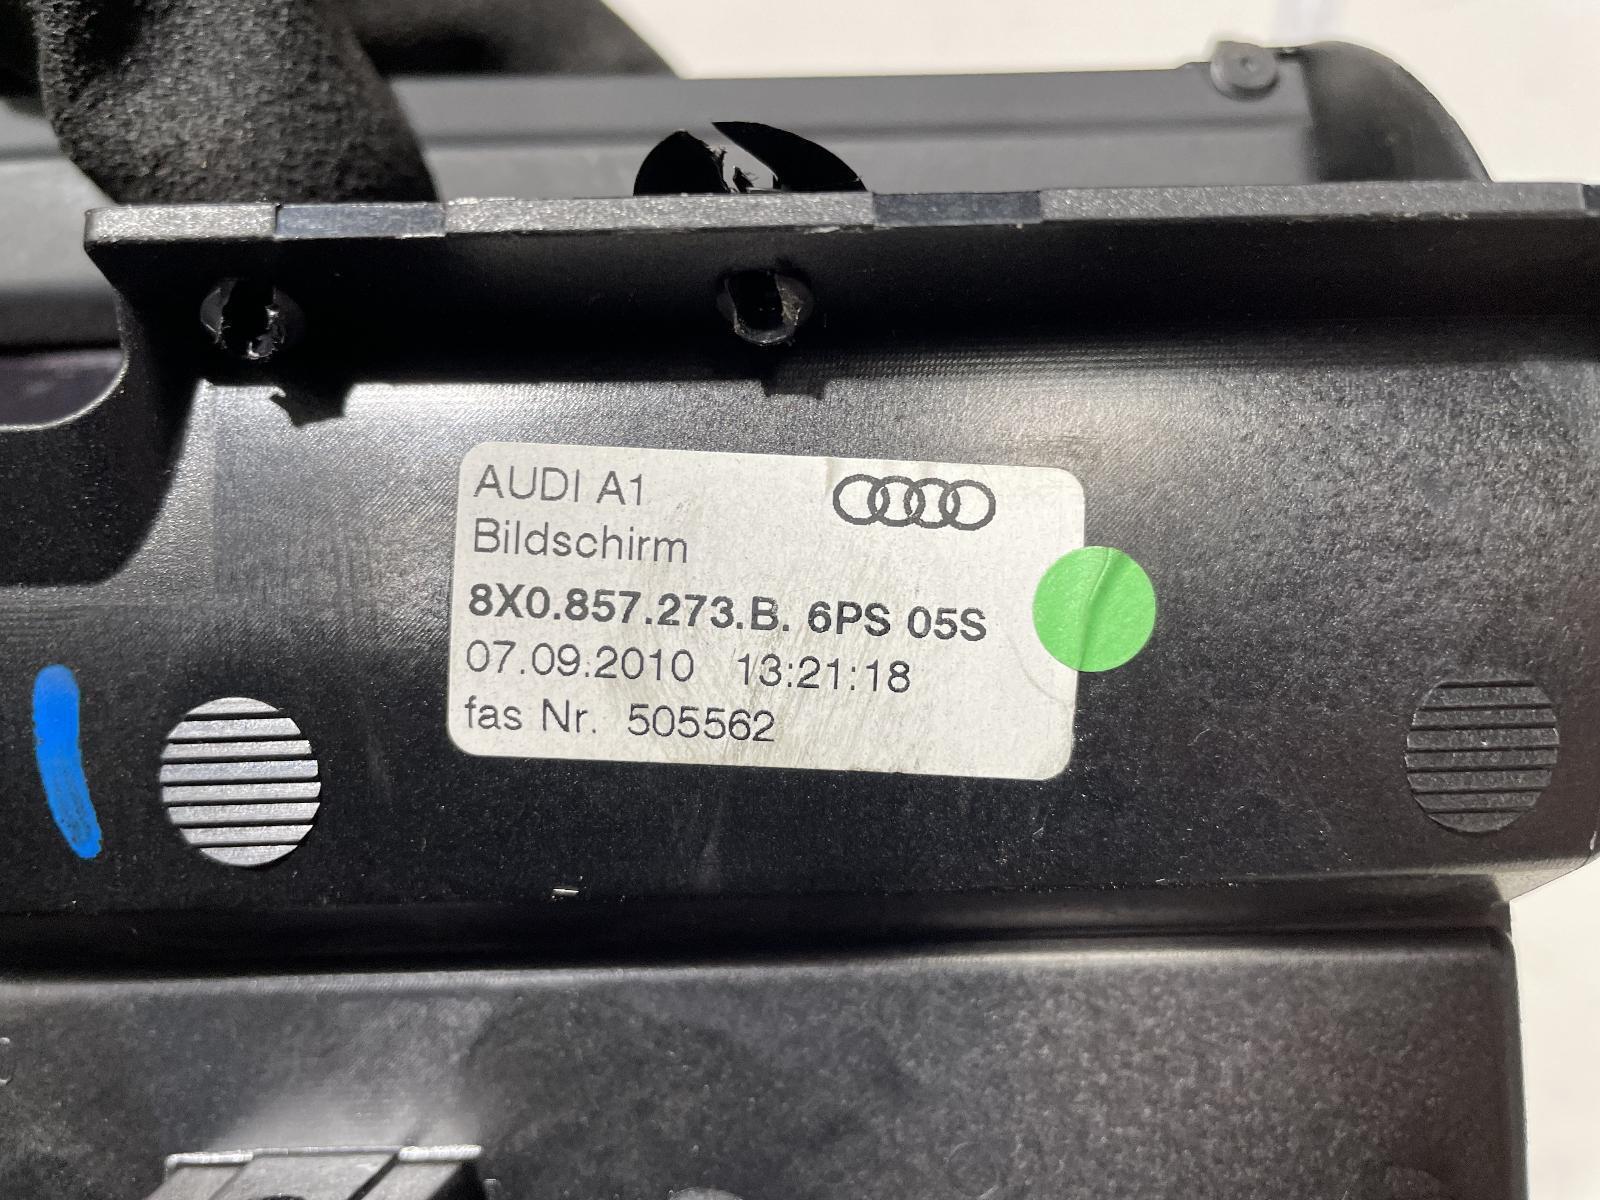 AUDI A1
Bildschirm
8X0.857.273.B. 6PS 05S
07.09.2010 13:21:18
fas Nr. 505562